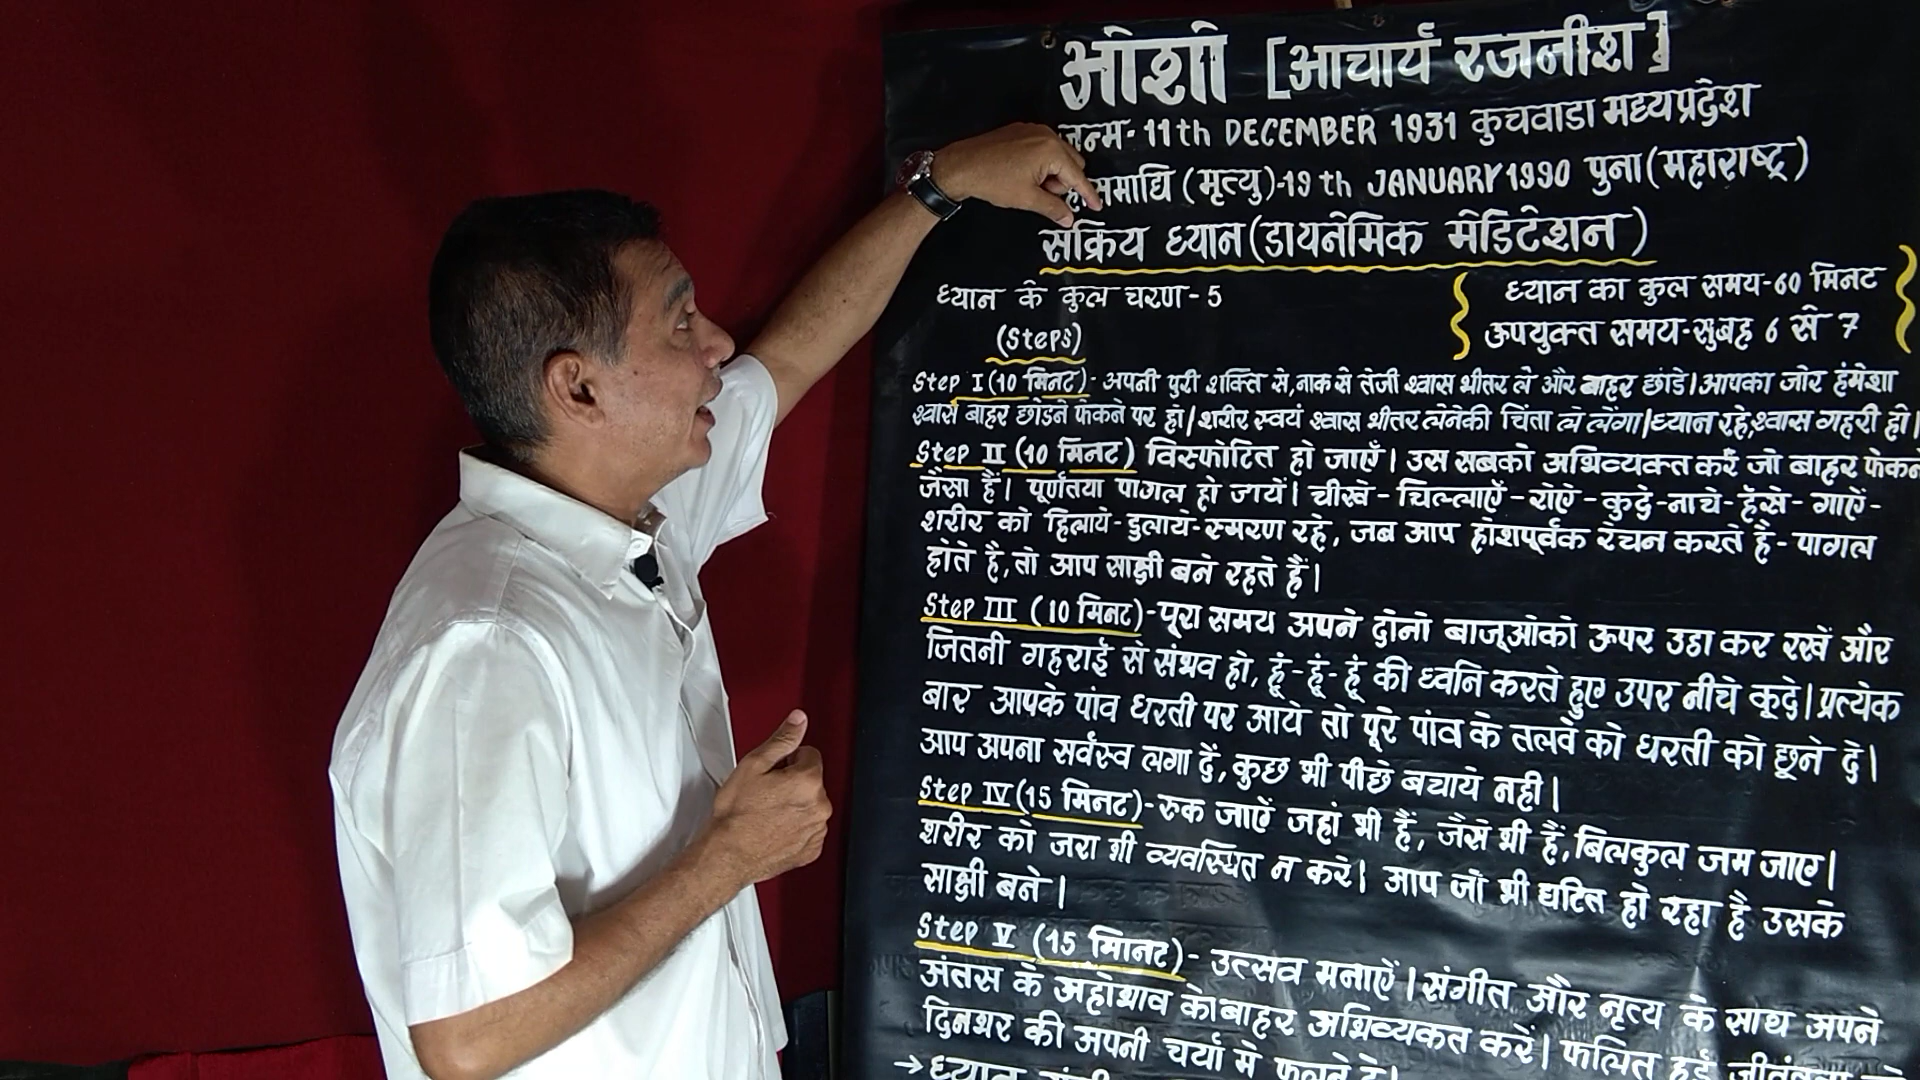 ओशो [आचार्य रजनीश]
जन्म-11th DECEMBER 1931 कुचवाडा मध्यप्रदेश
समाधि (मृत्यु)-19 th JANUARY 1990 पुना (महाराष्ट्र)
सक्रिय ध्यान (डायनेमिक मेडिटेशन)
ध्यान के कुल चरण-5
(Steps)
ध्यान का कुल समय-60 मिनट
उपयुक्त समय-सुबह 6 से 7
Step I (10 मिनट)- अपनी पुरी शक्ति से, नाक से तेजी श्वास भीतर ले और बाहर छोडे। आपका जोर हंमेशा
श्वास बाहर छोडने फेकने पर हो। शरीर स्वयं श्वास भीतर लेनेकी चिंता ले लेंगा। ध्यान रहे, श्वास गहरी हो।
Step II (10 मिनट) विस्फोटित हो जाएँ। उस सबको अभिव्यक्त करें जो बाहर फेकने
जैसा हैं। पूर्णतया पागल हो जायें। चीखे-चिल्लाऐं-रोऐ-कुदे-नाचे-हॅसे-गाऐं-
शरीर को हिलाये-डुलाये-स्मरण रहे, जब आप होशपूर्वक रेचन करते है-पागल
होते है, तो आप साक्षी बने रहते हैं।
Step III (10 मिनट)-पूरा समय अपने दोनो बाजूओको ऊपर उठा कर रखें और
जितनी गहराई से संभव हो, हूं-हूं-हूं की ध्वनि करते हुए उपर नीचे कूदे। प्रत्येक
बार आपके पांव धरती पर आये तो पूरे पांव के तलवे को धरती को छूने दे।
आप अपना सर्वस्व लगा दें, कुछ भी पीछे बचाये नही।
Step IV (15 मिनट)-रुक जाऐं जहां भी हैं, जैसे भी हैं, बिलकुल जम जाए।
शरीर को जरा भी व्यवस्थित न करे। आप जो भी घटित हो रहा है उसके
साक्षी बने।
Step V (15 मिनट)- उत्सव मनाऐं। संगीत और नृत्य के साथ अपने
अंतस के अहोभाव को बाहर अभिव्यक्त करें। फलित हुई
दिनभर की अपनी चर्या मे फलने दे।
→ ध्यान